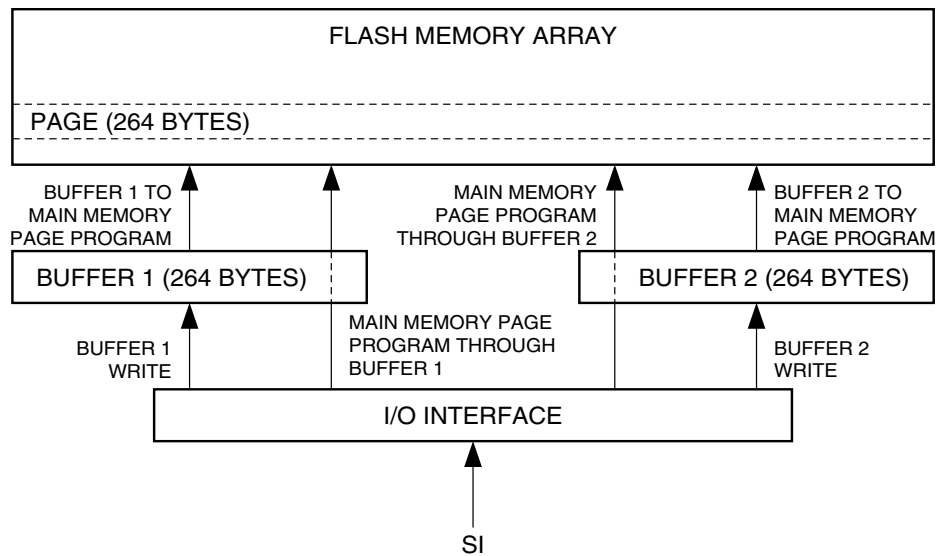 FLASH MEMORY ARRAY
PAGE (264 BYTES)
BUFFER 1 TO
MAIN MEMORY
PAGE PROGRAM
MAIN MEMORY
PAGE PROGRAM
THROUGH BUFFER 2
BUFFER 2 TO
MAIN MEMORY
PAGE PROGRAM
BUFFER 1 (264 BYTES)
BUFFER 2 (264 BYTES)
BUFFER 1
WRITE
MAIN MEMORY PAGE
PROGRAM THROUGH
BUFFER 1
BUFFER 2
WRITE
I/O INTERFACE
SI